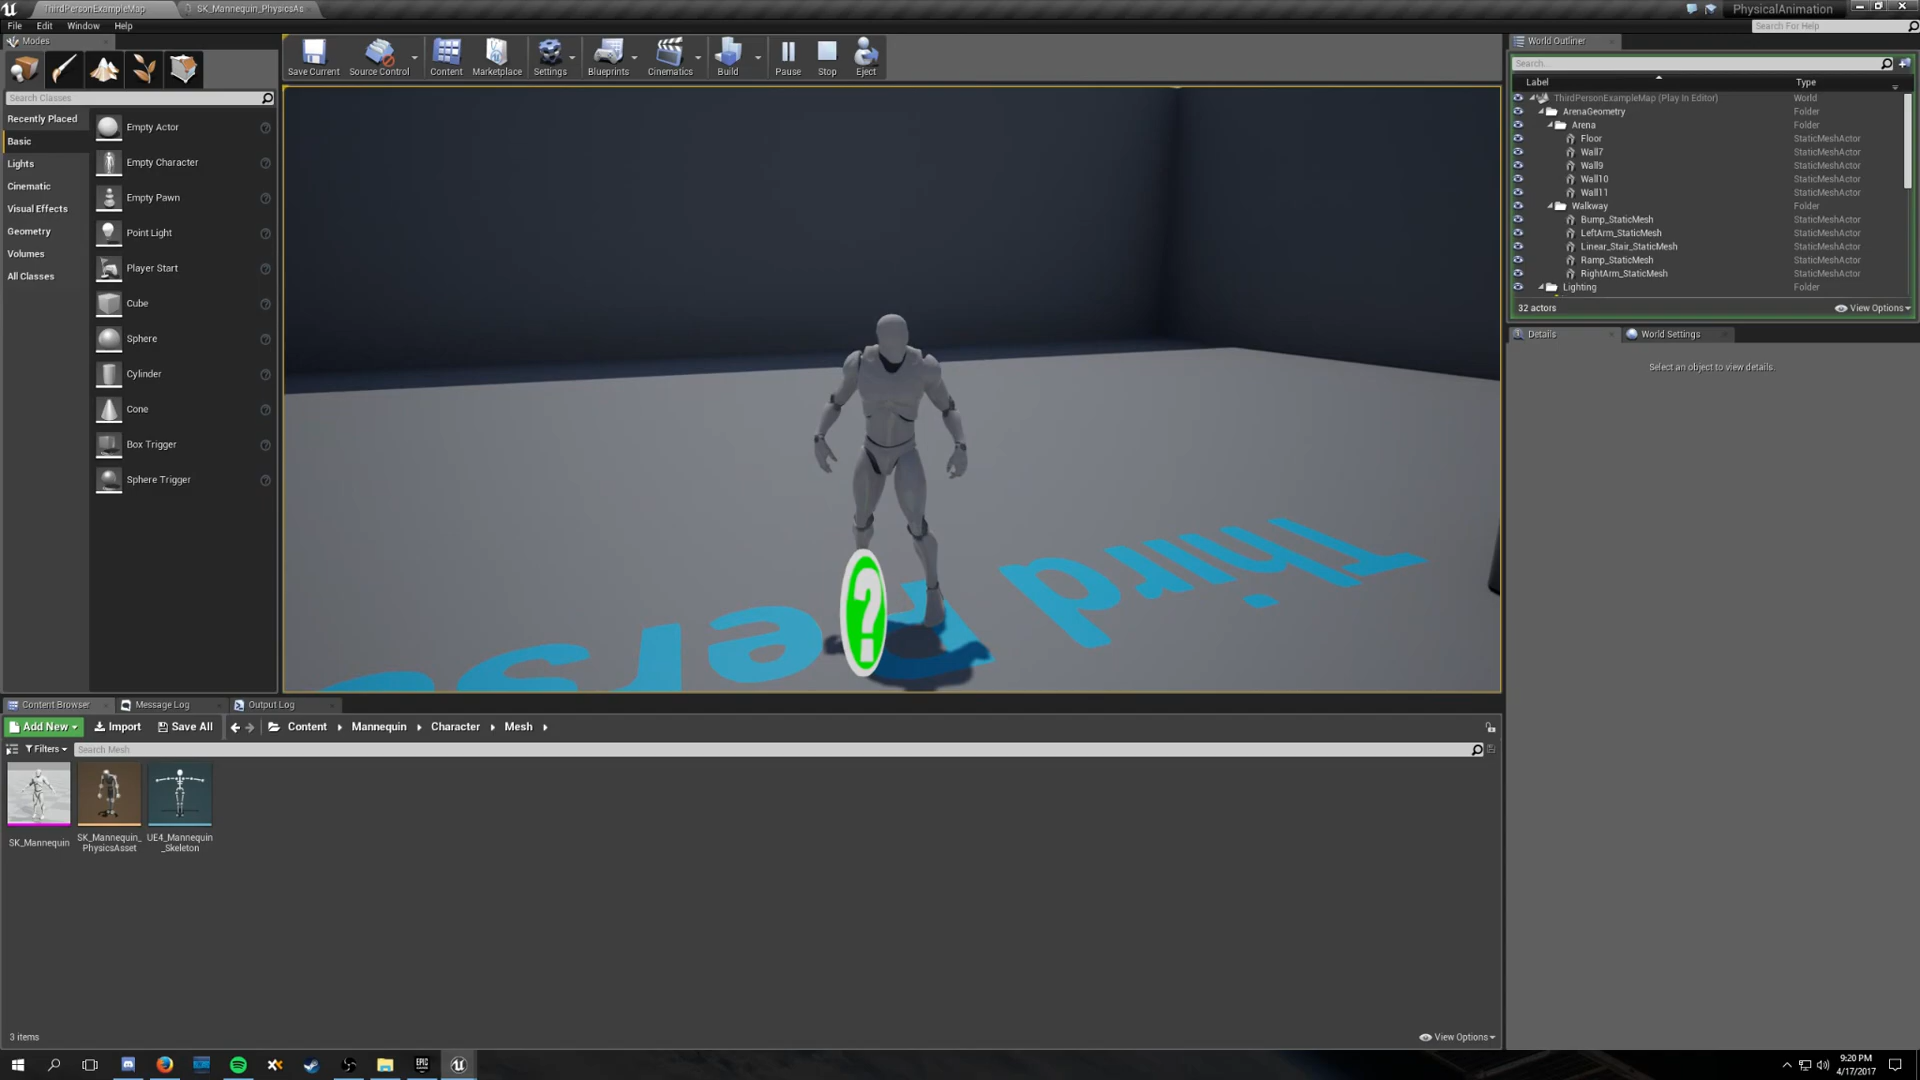 ThirdPersonExampleMap
SK_Mannequin_PhysicsAs
PhysicalAnimation
File Edit Window Help
Search For Help
Modes
Save Current
Source Control
Content
Marketplace
Settings
Blueprints
Cinematics
Build
Pause
Stop
Eject
Search Classes
Recently Placed
Basic
Lights
Cinematic
Visual Effects
Geometry
Volumes
All Classes
Empty Actor
Empty Character
Empty Pawn
Point Light
Player Start
Cube
Sphere
Cylinder
Cone
Box Trigger
Sphere Trigger
?
Third Pers
World Outliner
Search...
Label Type
ThirdPersonExampleMap (Play In Editor) World
ArenaGeometry Folder
Arena Folder
Floor StaticMeshActor
Wall7 StaticMeshActor
Wall9 StaticMeshActor
Wall10 StaticMeshActor
Wall11 StaticMeshActor
Walkway Folder
Bump_StaticMesh StaticMeshActor
LeftArm_StaticMesh StaticMeshActor
Linear_Stair_StaticMesh StaticMeshActor
Ramp_StaticMesh StaticMeshActor
RightArm_StaticMesh StaticMeshActor
Lighting Folder
32 actors View Options
Details World Settings
Select an object to view details.
Content Browser Message Log Output Log
Add New Import Save All Content Mannequin Character Mesh
Filters Search Mesh
SK_Mannequin
SK_Mannequin_
PhysicsAsset
UE4_Mannequin
_Skeleton
3 items View Options
EPIC
9:20 PM
4/17/2017